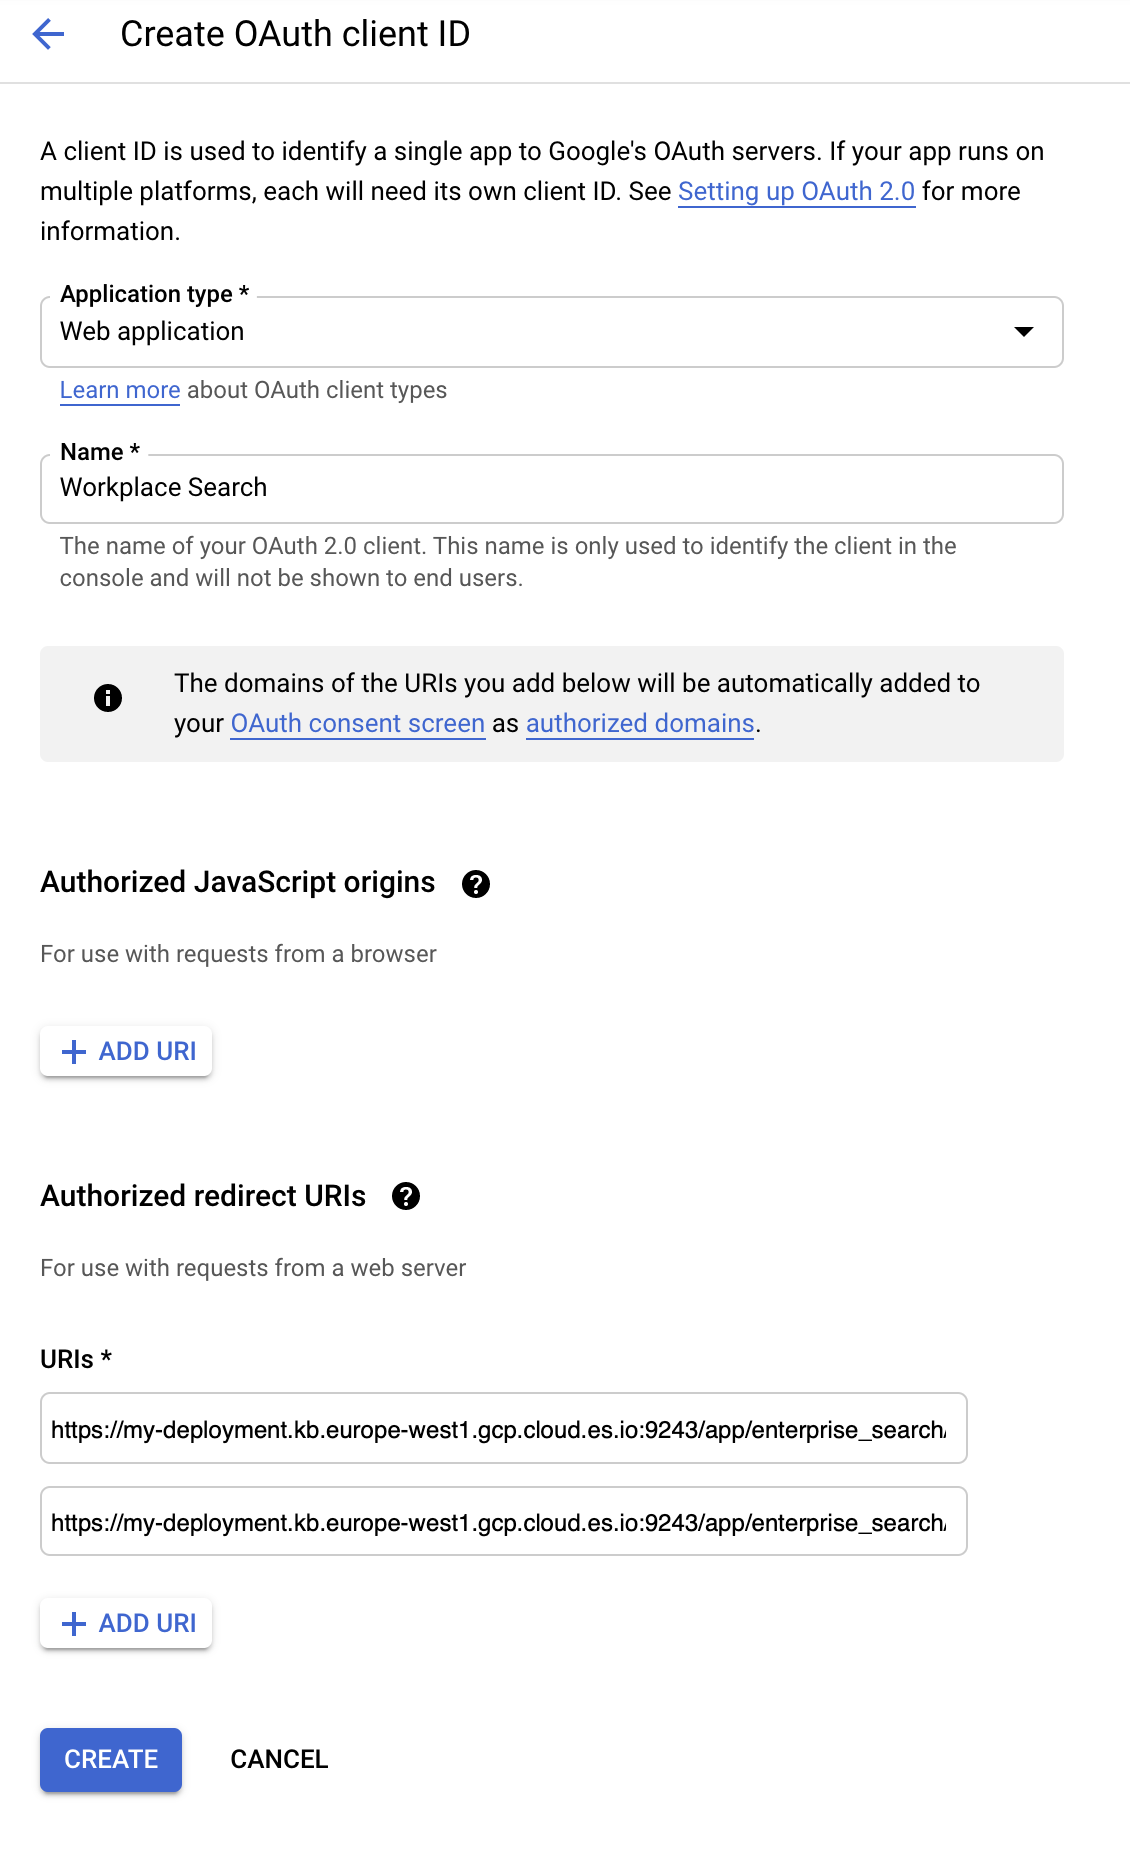 Create OAuth client ID
A client ID is used to identify a single app to Google's OAuth servers. If your app runs on
multiple platforms, each will need its own client ID. See Setting up OAuth 2.0 for more
information.
Application type *
Web application
Learn more about OAuth client types
Name *
Workplace Search
The name of your OAuth 2.0 client. This name is only used to identify the client in the
console and will not be shown to end users.
The domains of the URIs you add below will be automatically added to
your OAuth consent screen as authorized domains.
Authorized JavaScript origins
For use with requests from a browser
ADD URI
Authorized redirect URIs
For use with requests from a web server
URIs *
https://my-deployment.kb.europe-west1.gcp.cloud.es.io:9243/app/enterprise_search/
https://my-deployment.kb.europe-west1.gcp.cloud.es.io:9243/app/enterprise_search/
ADD URI
CREATE CANCEL